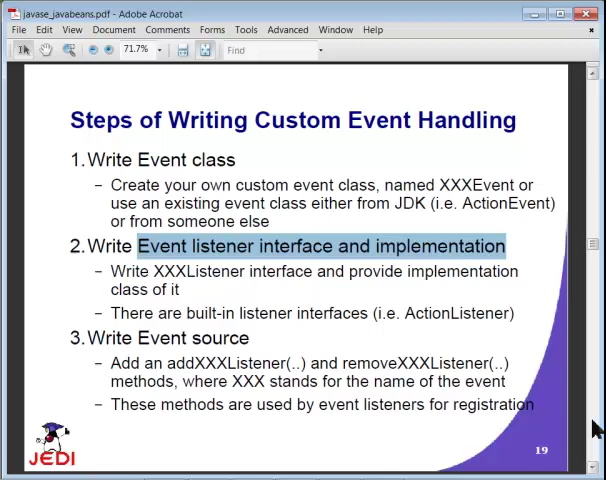 javase_javabeans.pdf - Adobe Acrobat
File Edit View Document Comments Forms Tools Advanced Window Help
71.7% Find
Steps of Writing Custom Event Handling
1.Write Event class
– Create your own custom event class, named XXXEvent or
use an existing event class either from JDK (i.e. ActionEvent)
or from someone else
2.Write Event listener interface and implementation
– Write XXXListener interface and provide implementation
class of it
– There are built-in listener interfaces (i.e. ActionListener)
3.Write Event source
– Add an addXXXListener(..) and removeXXXListener(..)
methods, where XXX stands for the name of the event
– These methods are used by event listeners for registration
JEDI
19